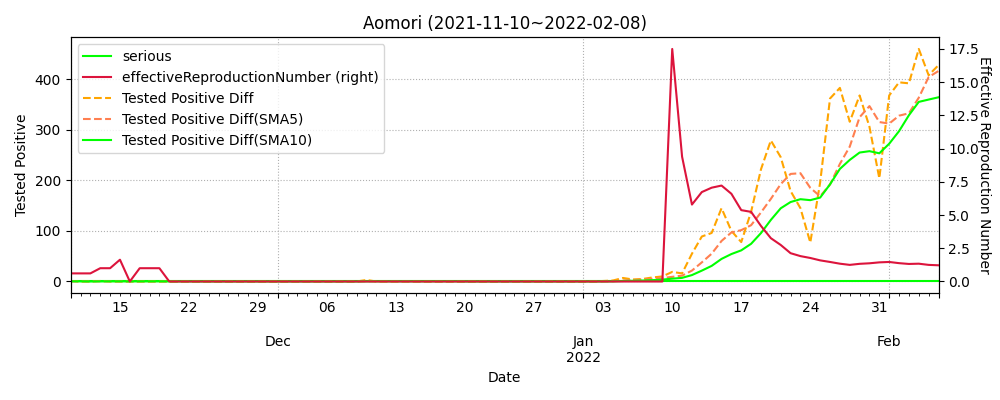 Aomori (2021-11-10~2022-02-08)
serious
effectiveReproductionNumber (right)
Tested Positive Diff
Tested Positive Diff(SMA5)
Tested Positive Diff(SMA10)
Tested Positive
400
300
200
100
0
17.5
15.0
12.5
10.0
7.5
5.0
2.5
0.0
Effective Reproduction Number
15 22 29 06 13 20 27 03 10 17 24 31
Dec Jan Feb
2022
Date